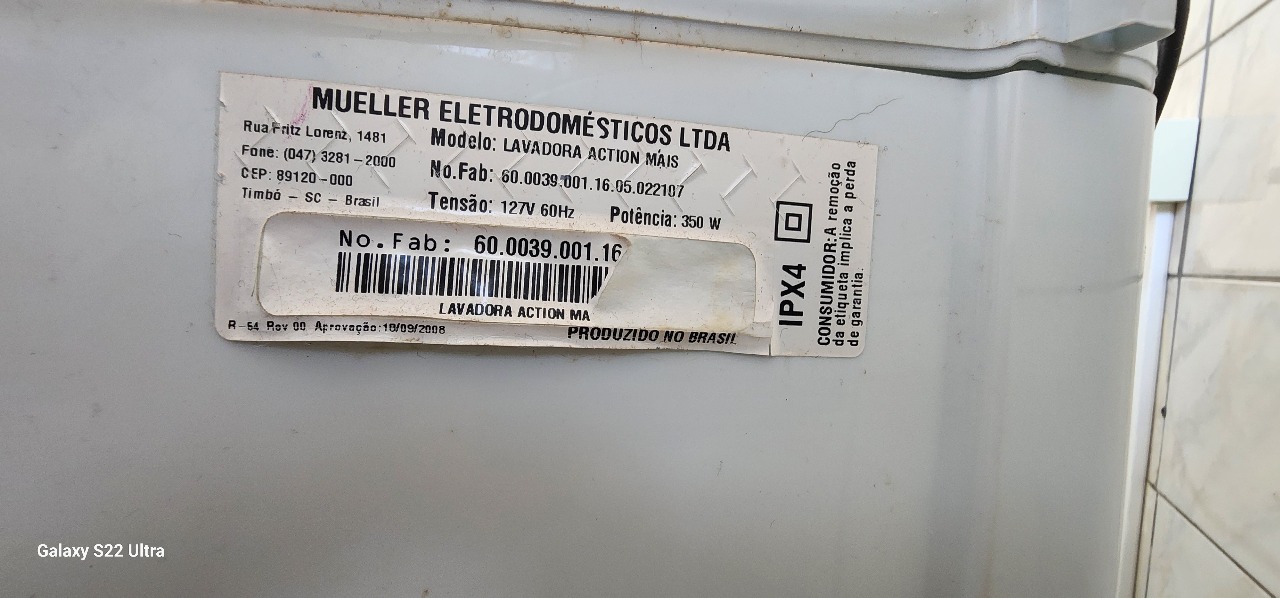 MUELLER ELETRODOMÉSTICOS LTDA
Rua Fritz Lorenz, 1481
Fone: (047) 3281-2000
CEP: 89120-000
Timbó - SC - Brasil
Modelo: LAVADORA ACTION MAIS
No.Fab: 60.0039.001.16.05.022107
Tensão: 127V 60Hz Potência: 350 W
No.Fab: 60.0039.001.16
LAVADORA ACTION MA
R-64 Rev 00 Aprovação:18/09/2008
PRODUZIDO NO BRASIL
IPX4
CONSUMIDOR:A remoção
da etiqueta implica a perda
de garantia.
Galaxy S22 Ultra